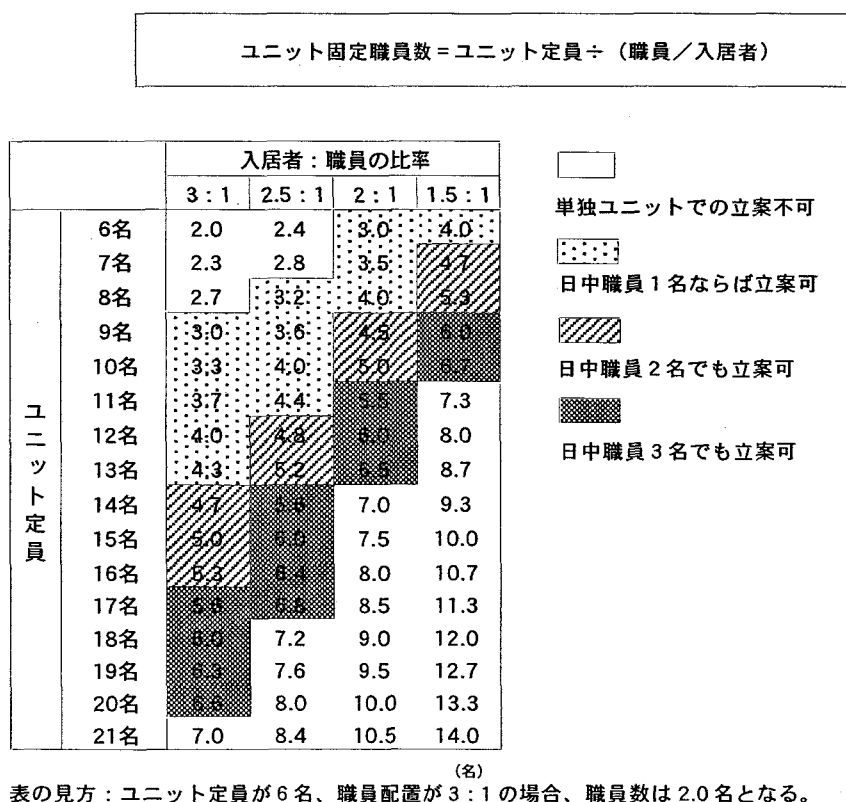 ユニット固定職員数=ユニット定員÷(職員/入居者)
入居者:職員の比率
3:1 2.5:1 2:1 1.5:1
ユニット定員
6名 2.0 2.4 3.0 4.0
7名 2.3 2.8 3.5 4.7
8名 2.7 3.2 4.0 5.3
9名 3.0 3.6 4.5 6.0
10名 3.3 4.0 5.0 6.7
11名 3.7 4.4 5.5 7.3
12名 4.0 4.8 6.0 8.0
13名 4.3 5.2 6.5 8.7
14名 4.7 5.6 7.0 9.3
15名 5.0 6.0 7.5 10.0
16名 5.3 6.4 8.0 10.7
17名 5.6 6.8 8.5 11.3
18名 6.0 7.2 9.0 12.0
19名 6.3 7.6 9.5 12.7
20名 6.6 8.0 10.0 13.3
21名 7.0 8.4 10.5 14.0
(名)
単独ユニットでの立案不可
日中職員1名ならば立案可
日中職員2名でも立案可
日中職員3名でも立案可
表の見方:ユニット定員が6名、職員配置が3:1の場合、職員数は2.0名となる。